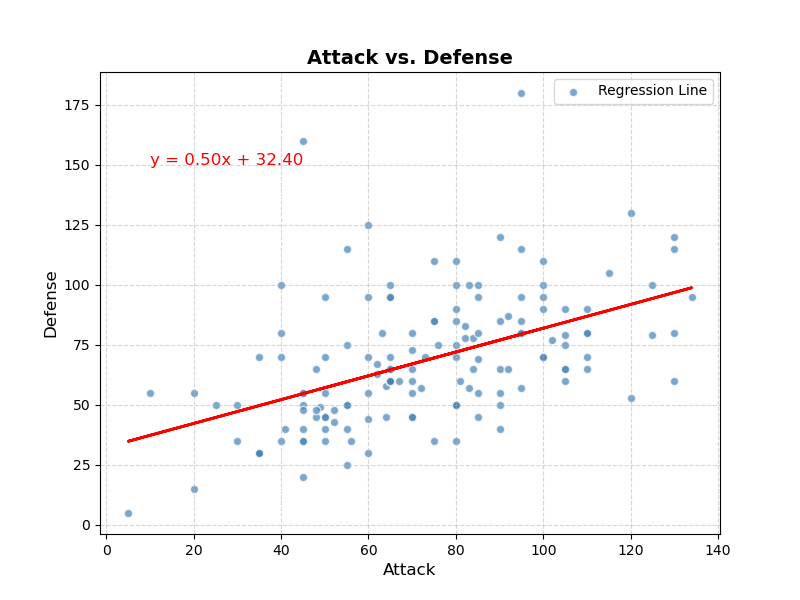 Attack vs. Defense
Regression Line
y = 0.50x + 32.40
175
150
125
100
75
50
25
0
Defense
0 20 40 60 80 100 120 140
Attack